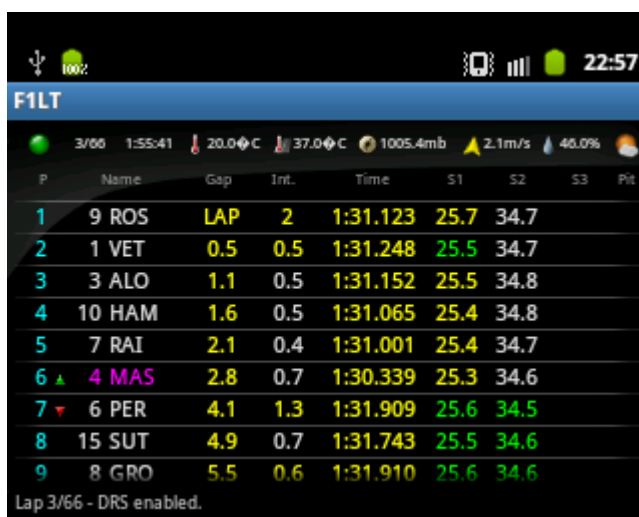 100%
22:57
F1LT
3/66 1:55:41 20.0�C 37.0�C 1005.4mb 2.1m/s 46.0%
P Name Gap Int. Time S1 S2 S3 Pit
1 9 ROS LAP 2 1:31.123 25.7 34.7
2 1 VET 0.5 0.5 1:31.248 25.5 34.7
3 3 ALO 1.1 0.5 1:31.152 25.5 34.8
4 10 HAM 1.6 0.5 1:31.065 25.4 34.8
5 7 RAI 2.1 0.4 1:31.001 25.4 34.7
6 4 MAS 2.8 0.7 1:30.339 25.3 34.6
7 6 PER 4.1 1.3 1:31.909 25.6 34.5
8 15 SUT 4.9 0.7 1:31.743 25.5 34.6
9 8 GRO 5.5 0.6 1:31.910 25.6 34.6
Lap 3/66 - DRS enabled.